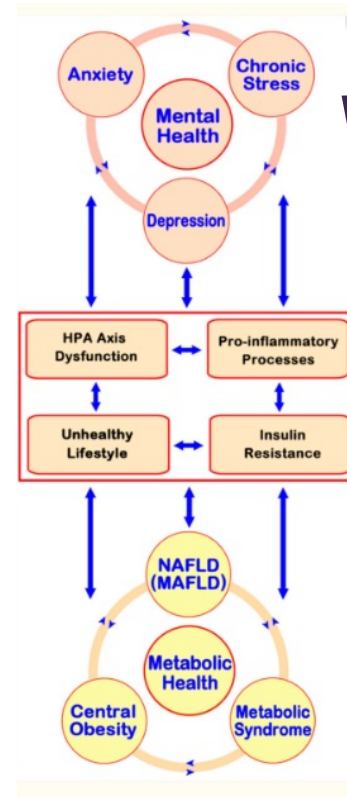 Anxiety
Chronic
Stress
Mental
Health
Depression
HPA Axis
Dysfunction
Pro-inflammatory
Processes
Unhealthy
Lifestyle
Insulin
Resistance
NAFLD
(MAFLD)
Metabolic
Health
Central
Obesity
Metabolic
Syndrome